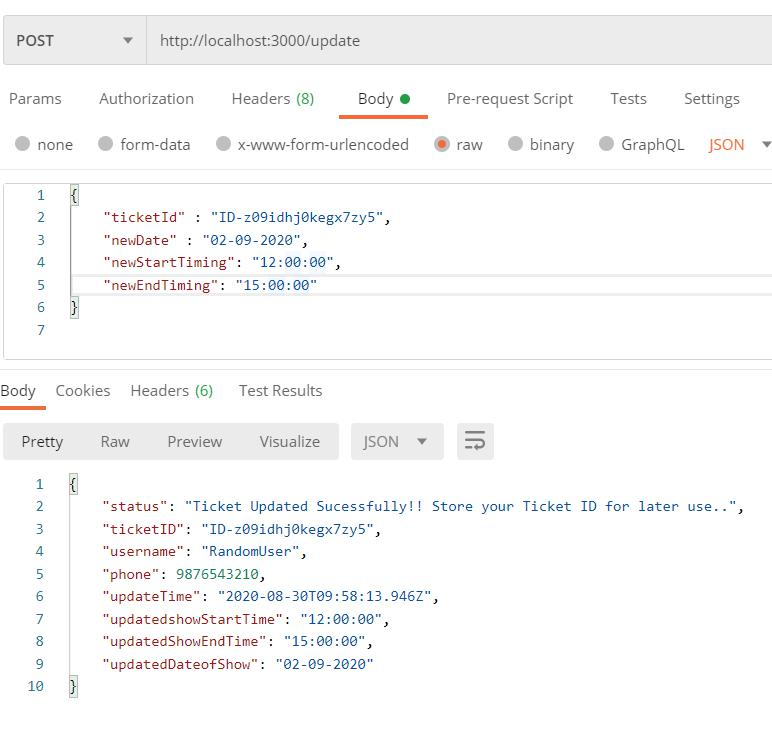 POST http://localhost:3000/update
Params Authorization Headers (8) Body Pre-request Script Tests Settings
none form-data x-www-form-urlencoded raw binary GraphQL JSON
1 {
2 "ticketId" : "ID-z09idhj0kegx7zy5",
3 "newDate" : "02-09-2020",
4 "newStartTiming": "12:00:00",
5 "newEndTiming": "15:00:00"
6 }
7
Body Cookies Headers (6) Test Results
Pretty Raw Preview Visualize JSON
1 {
2 "status": "Ticket Updated Sucessfully!! Store your Ticket ID for later use..",
3 "ticketID": "ID-z09idhj0kegx7zy5",
4 "username": "RandomUser",
5 "phone": 9876543210,
6 "updateTime": "2020-08-30T09:58:13.946Z",
7 "updatedshowStartTime": "12:00:00",
8 "updatedShowEndTime": "15:00:00",
9 "updatedDateofShow": "02-09-2020"
10 }